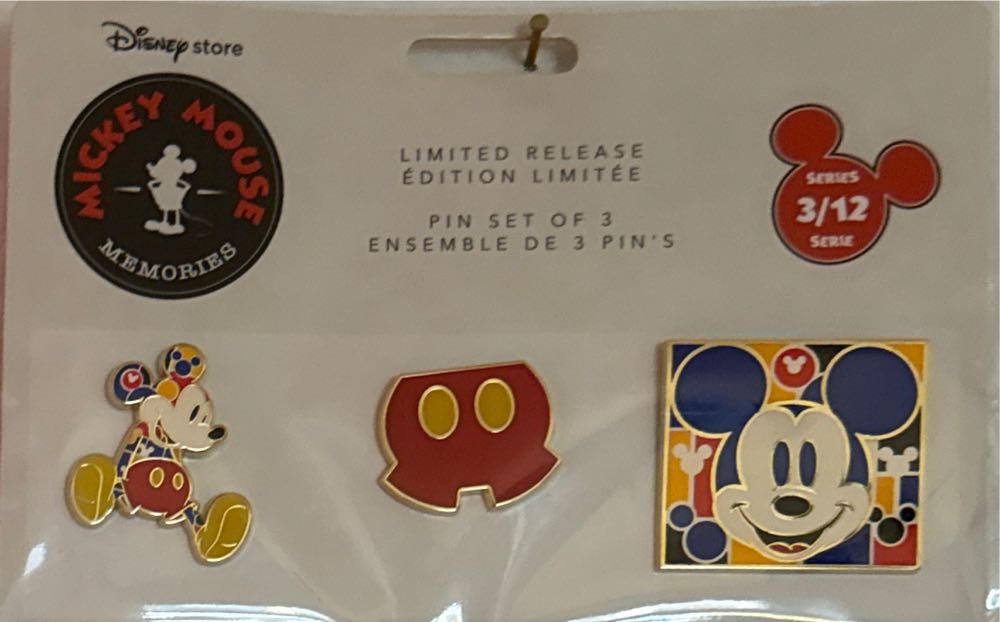 Disney store
MICKEY MOUSE
MEMORIES
LIMITED RELEASE
ÉDITION LIMITÉE
PIN SET OF 3
ENSEMBLE DE 3 PIN'S
SERIES
3/12
SERIE